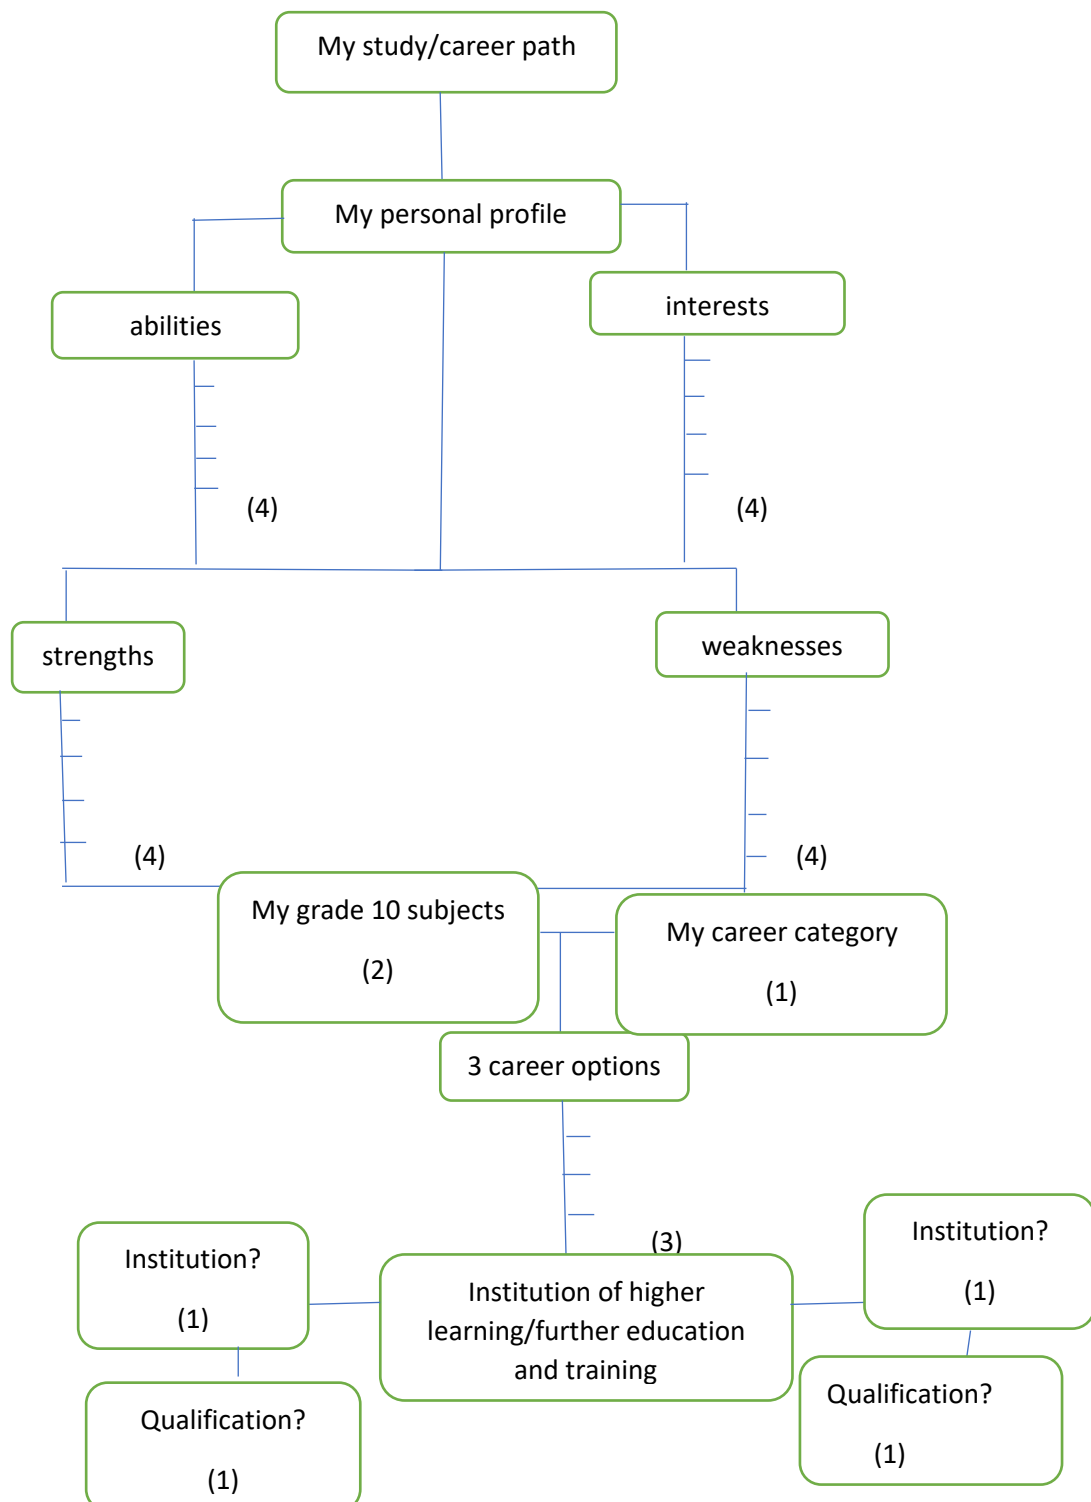 My study/career path
My personal profile
abilities
interests
(4)
(4)
strengths
weaknesses
(4)
(4)
My grade 10 subjects
(2)
My career category
(1)
3 career options
(3)
Institution?
(1)
Institution of higher
learning/further education
and training
Institution?
(1)
Qualification?
(1)
Qualification?
(1)